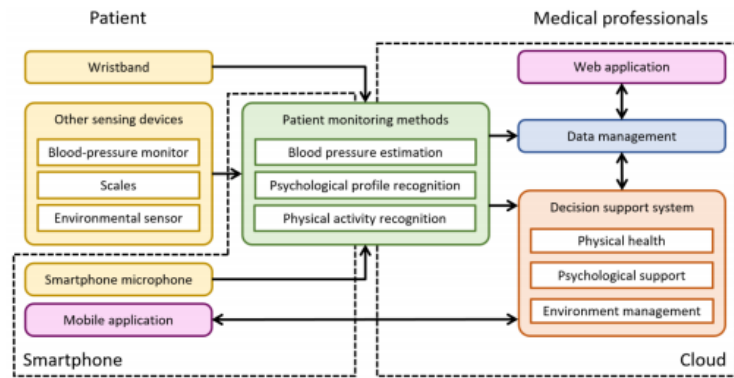 Patient
Medical professionals
Wristband
Web application
Other sensing devices
Patient monitoring methods
Data management
Blood-pressure monitor
Blood pressure estimation
Scales
Psychological profile recognition
Decision support system
Environmental sensor
Physical activity recognition
Physical health
Smartphone microphone
Psychological support
Mobile application
Environment management
Smartphone
Cloud